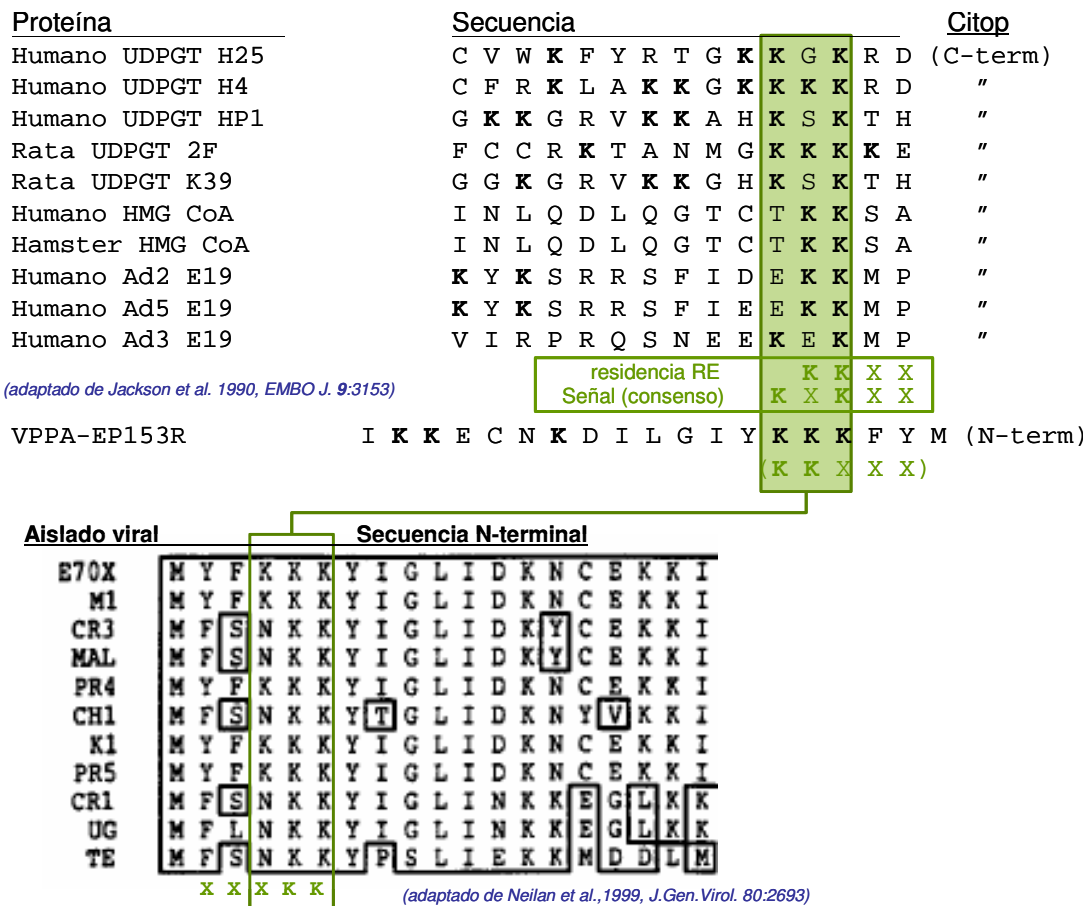 Proteína Secuencia Citop
Humano UDPGT H25 C V W K F Y R T G K K G K R D (C-term)
Humano UDPGT H4 C F R K L A K K G K K K K R D "
Humano UDPGT HP1 G K K G R V K K A H K S K T H "
Rata UDPGT 2F F C C R K T A N M G K K K K E "
Rata UDPGT K39 G G K G R V K K G H K S K T H "
Humano HMG CoA I N L Q D L Q G T C T K K S A "
Hamster HMG CoA I N L Q D L Q G T C T K K S A "
Humano Ad2 E19 K Y K S R R S F I D E K K M P "
Humano Ad5 E19 K Y K S R R S F I E E K K M P "
Humano Ad3 E19 V I R P R Q S N E E K E K M P "
residencia RE K K X X
(adaptado de Jackson et al. 1990, EMBO J. 9:3153) Señal (consenso) K X K X X
VPPA-EP153R I K K E C N K D I L G I Y K K K F Y M (N-term)
(K K X X X)
Aislado viral Secuencia N-terminal
E70X M Y F K K K Y I G L I D K N C E K K I
M1 M Y F K K K Y I G L I D K N C E K K I
CR3 M F S N K K Y I G L I D K Y C E K K I
MAL M F S N K K Y I G L I D K Y C E K K I
PR4 M Y F K K K Y I G L I D K N C E K K I
CH1 M F S N K K Y T G L I D K N Y V K K I
K1 M Y F K K K Y I G L I D K N C E K K I
PR5 M Y F K K K Y I G L I D K N C E K K I
CR1 M F S N K K Y I G L I N K K E G L K K
UG M F L N K K Y I G L I N K K E G L K K
TE M F S N K K Y P S L I E K K M D D L M
X X X K K (adaptado de Neilan et al.,1999, J.Gen.Virol. 80:2693)